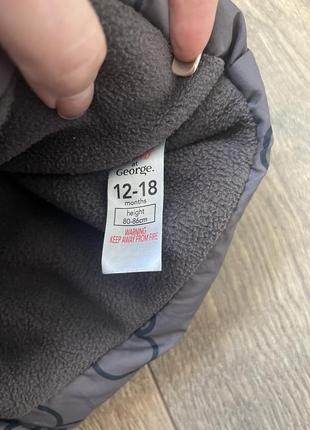 at
George.
12-18
months
height
80-86cm
WARNING
KEEP AWAY FROM FIRE